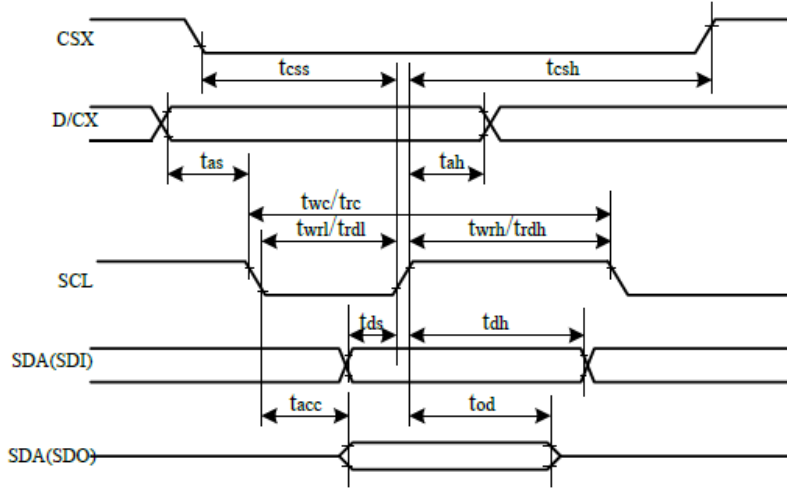 CSX
tcss
tcsh
D/CX
tas
tah
twc/trc
twrl/trdl
twrh/trdh
SCL
tds
tdh
SDA(SDI)
tacc
tod
SDA(SDO)